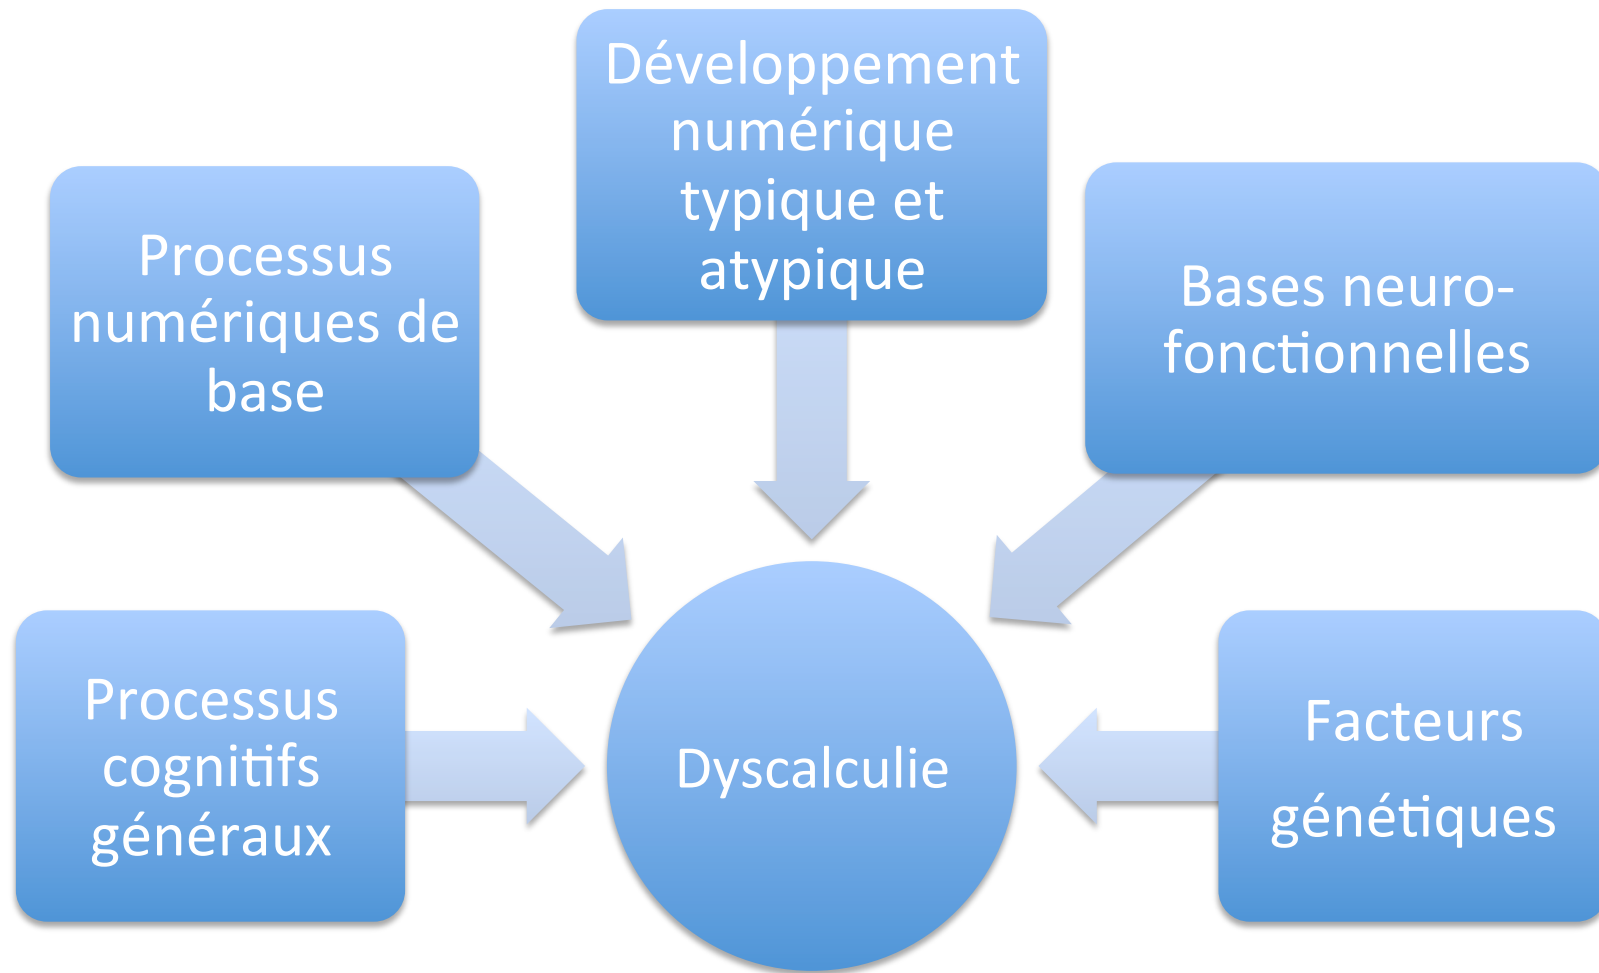 Développement
numérique
typique et
atypique
Processus
numériques de
base
Bases neuro-
fonctionnelles
Processus
cognitifs
généraux
Dyscalculie
Facteurs
génétiques